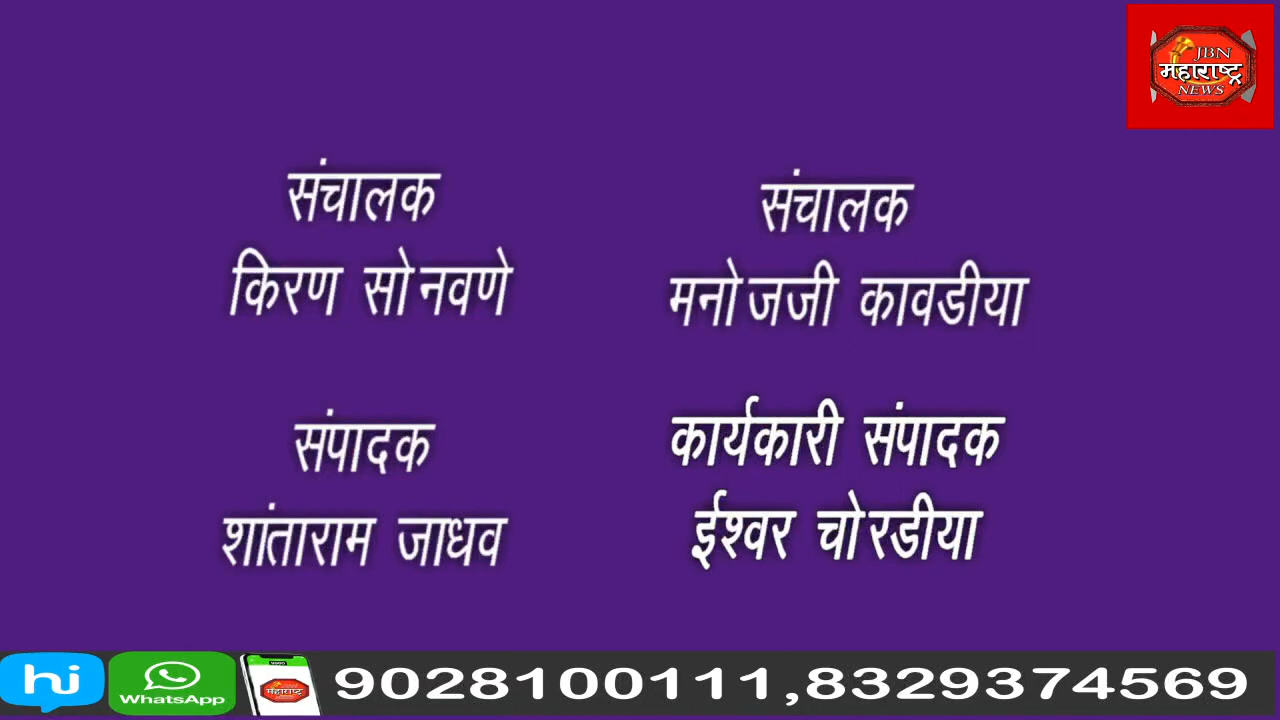 JBN
महाराष्ट्र
NEWS
संचालक
किरण सोनवणे
संचालक
मनोजजी कावडीया
संपादक
शांताराम जाधव
कार्यकारी संपादक
ईश्वर चोरडीया
hi
WhatsApp
महाराष्ट्र
9028100111,8329374569